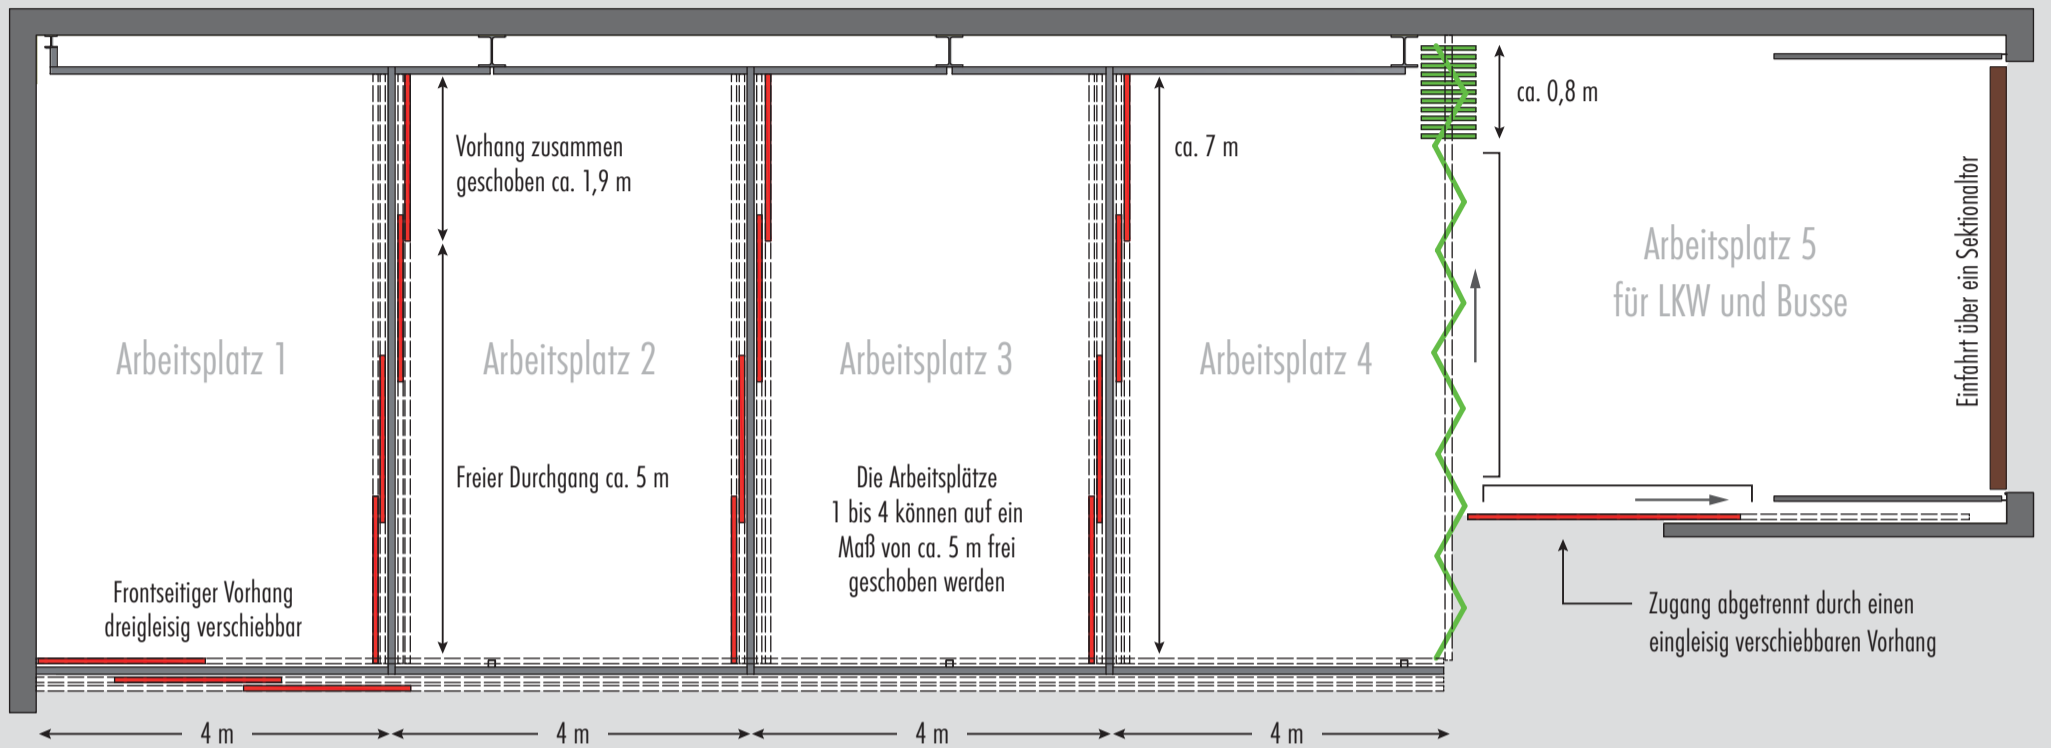 Vorhang zusammen
geschoben ca. 1,9 m
ca. 7 m
ca. 0,8 m
Arbeitsplatz 1
Arbeitsplatz 2
Arbeitsplatz 3
Arbeitsplatz 4
Arbeitsplatz 5
für LKW und Busse
Einfahrt über ein Sektionaltor
Freier Durchgang ca. 5 m
Die Arbeitsplätze
1 bis 4 können auf ein
Maß von ca. 5 m frei
geschoben werden
Frontseitiger Vorhang
dreigleisig verschiebbar
Zugang abgetrennt durch einen
eingleisig verschiebbaren Vorhang
4 m
4 m
4 m
4 m